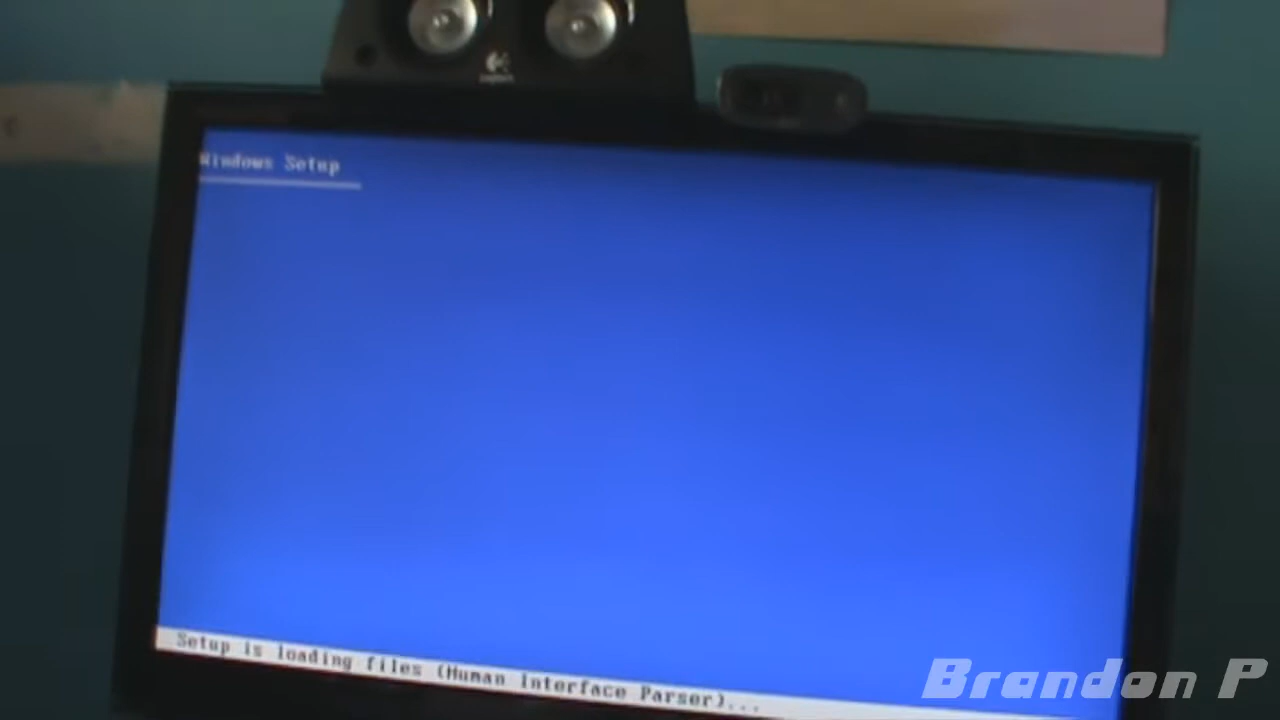 Windows Setup
Setup is loading files (Human Interface Parser)...
Brandon P